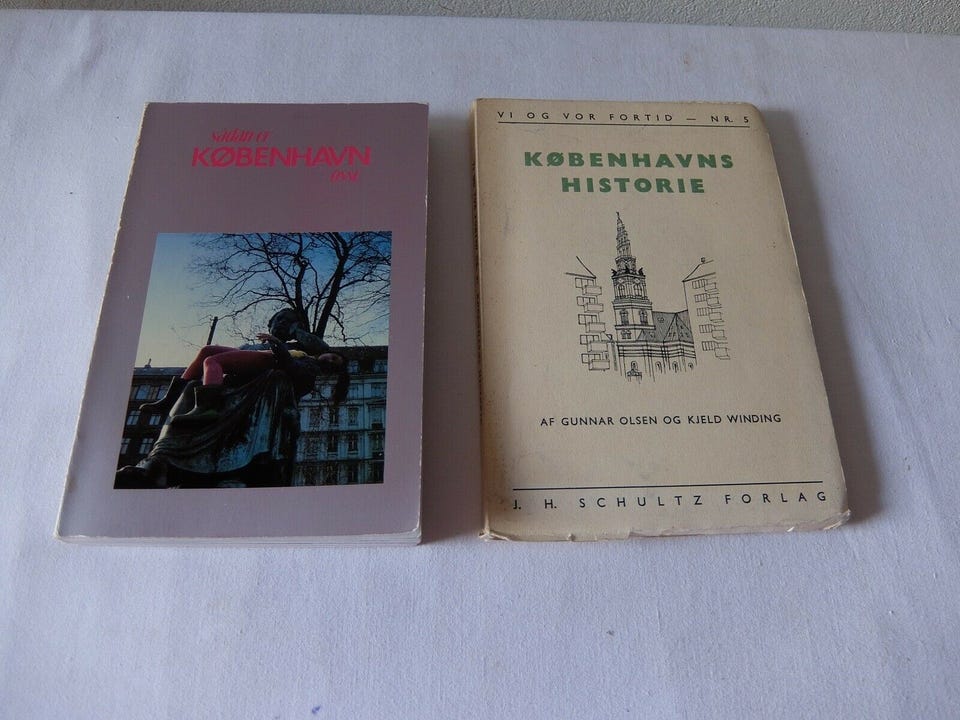 sådan er
KØBENHAVN
også
VI OG VOR FORTID — NR. 5
KØBENHAVNS
HISTORIE
AF GUNNAR OLSEN OG KJELD WINDING
J. H. SCHULTZ FORLAG